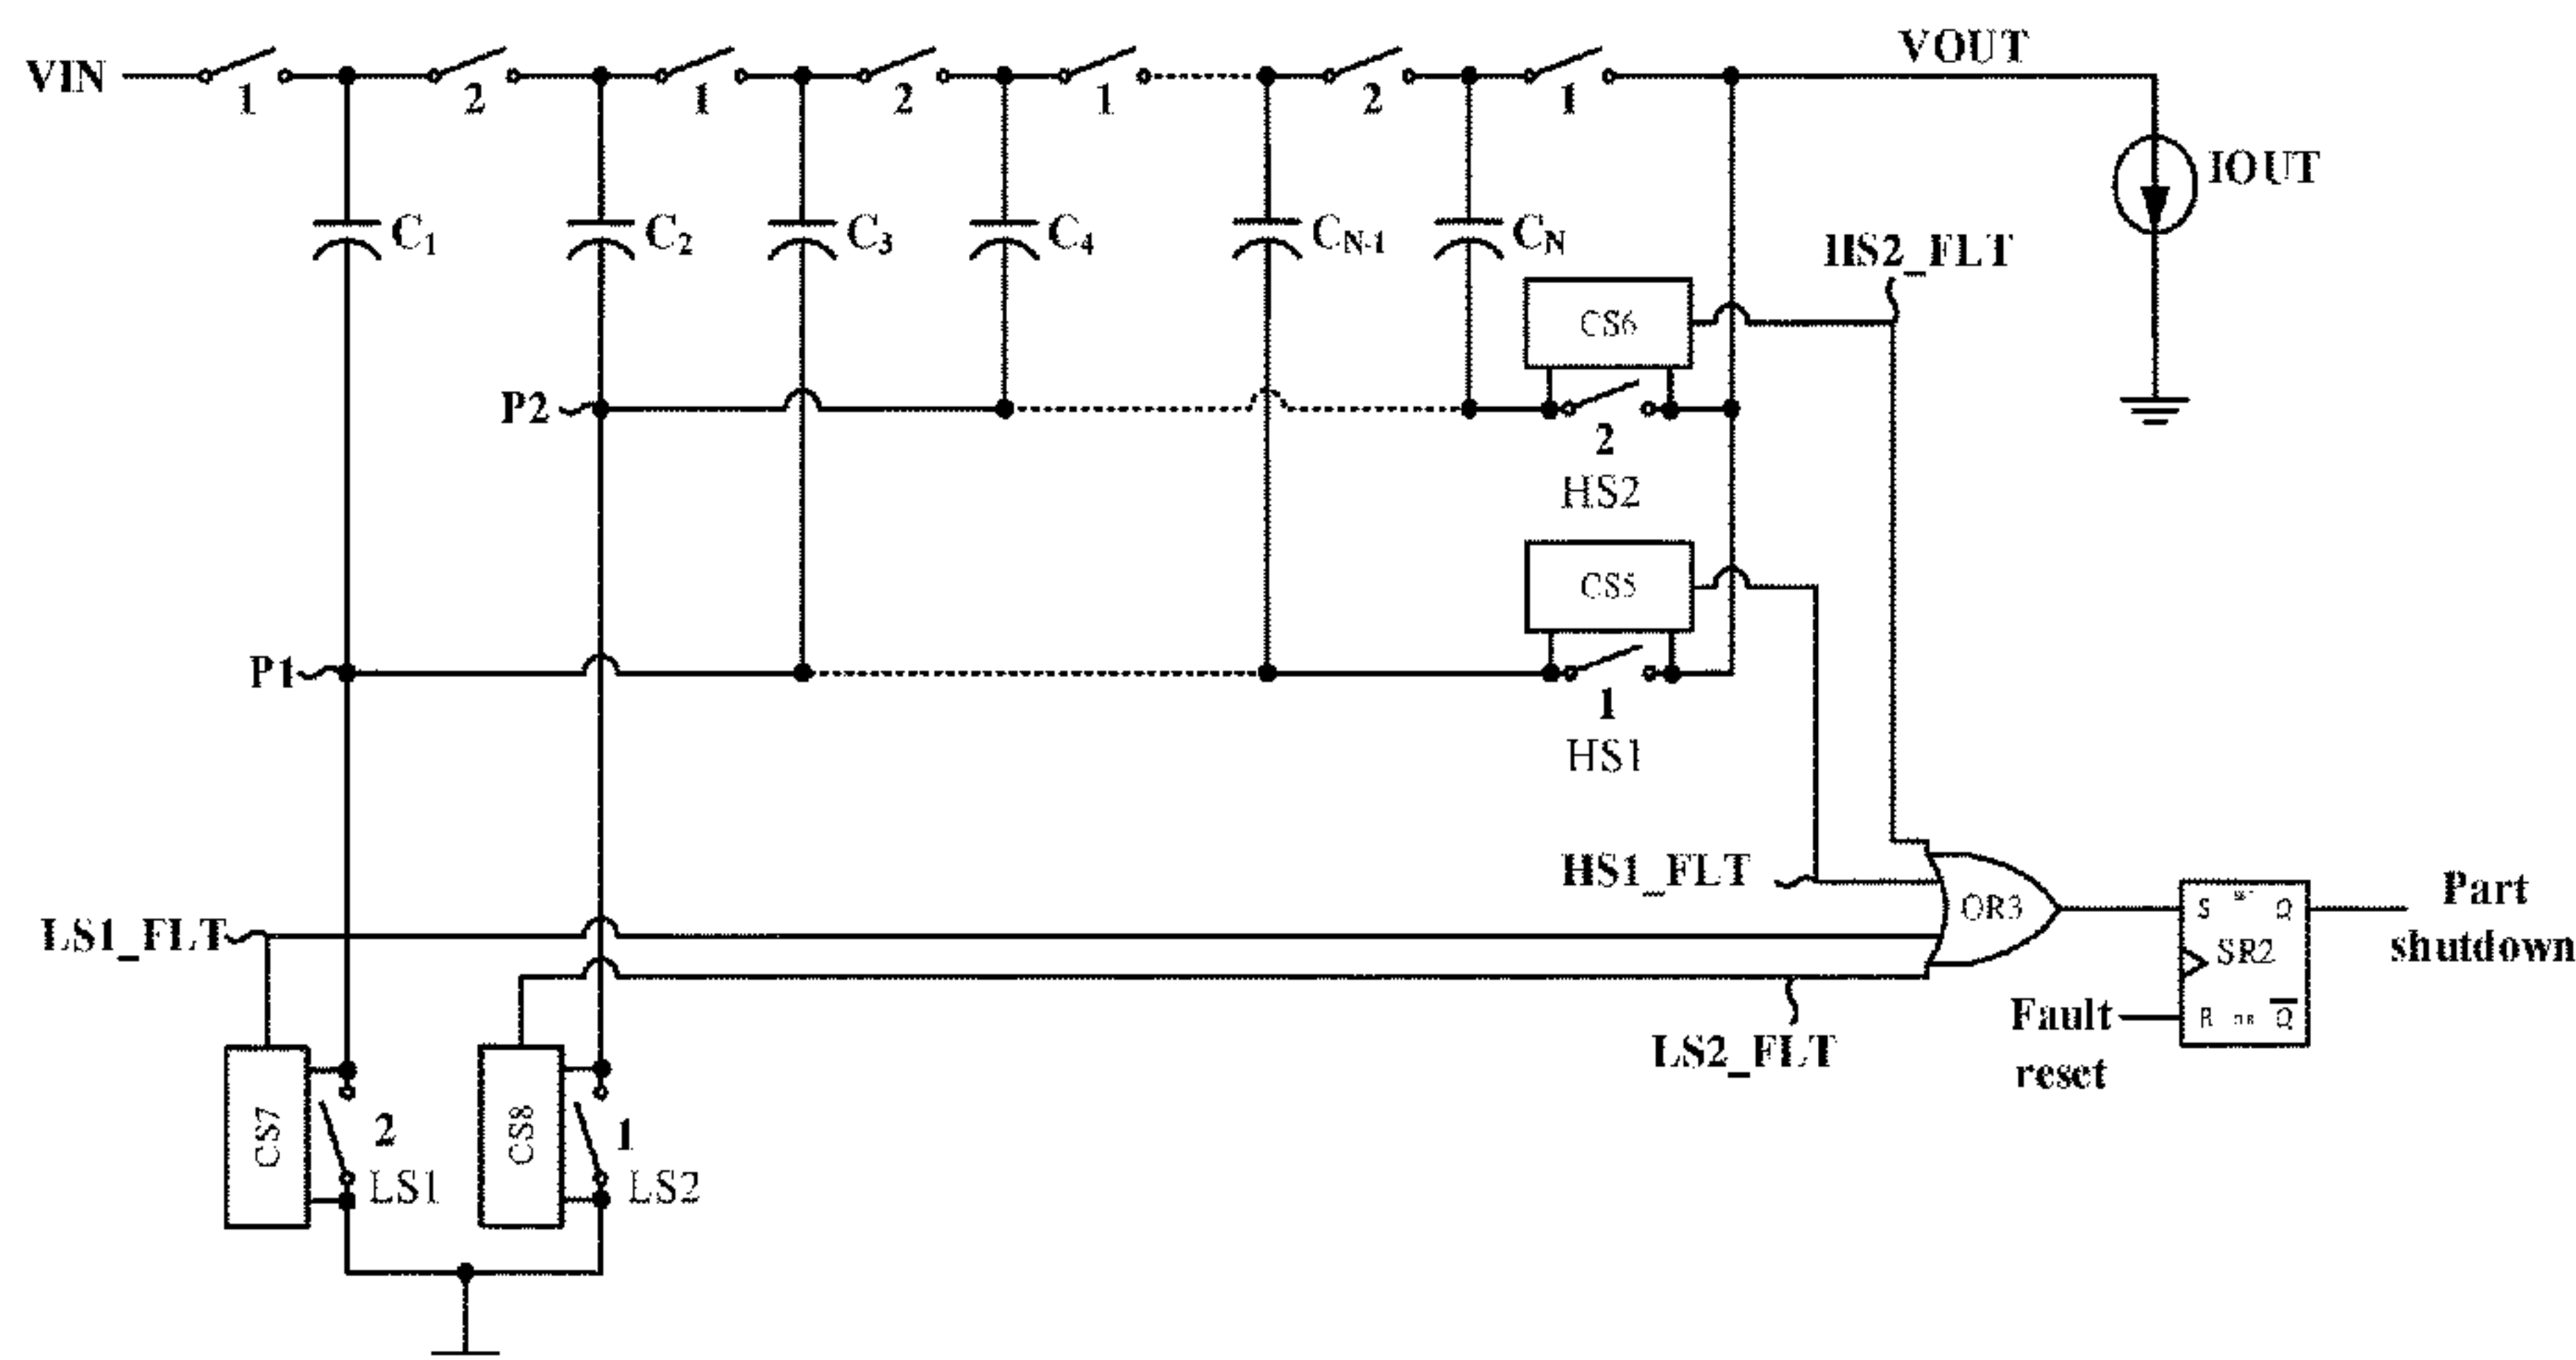 VIN
1
2
1
2
1
2
1
VOUT
IOUT
C1
C2
C3
C4
CN-1
CN
HS2_FLT
CS6
P2
2
HS2
CS5
P1
1
HS1
HS1_FLT
OR3
S Q
SR2
R Q
Part
shutdown
LS1_FLT
Fault
reset
LS2_FLT
CS7
2
LS1
CS8
1
LS2